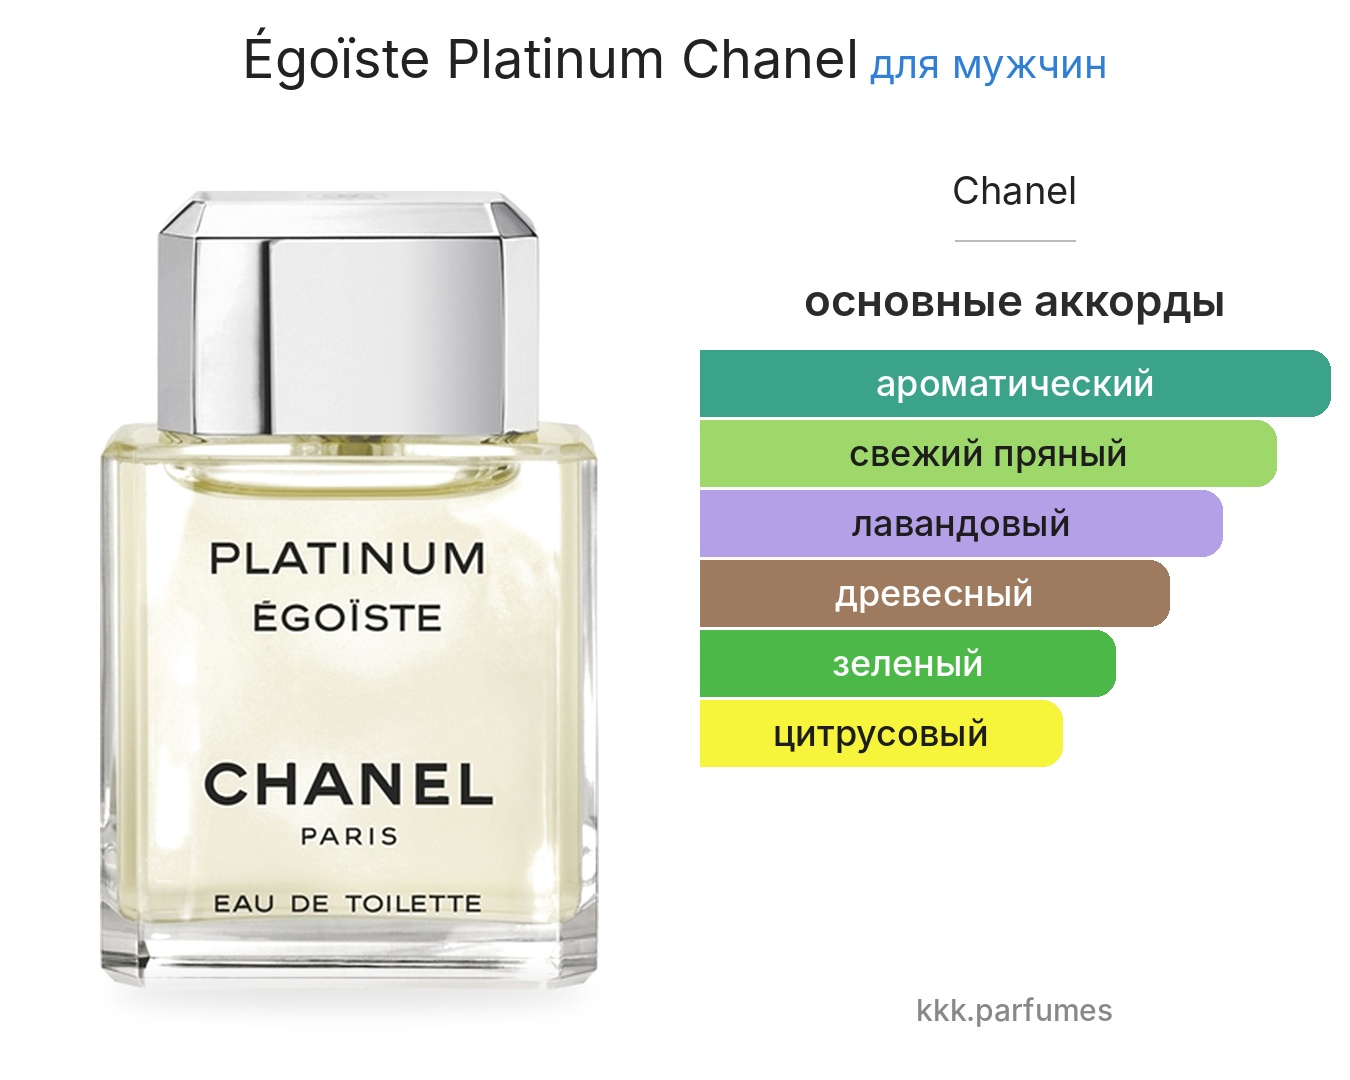 Égoïste Platinum Chanel для мужчин
PLATINUM
ÉGOÏSTE
CHANEL
PARIS
EAU DE TOILETTE
Chanel
основные аккорды
ароматический
свежий пряный
лавандовый
древесный
зеленый
цитрусовый
kkk.parfumes